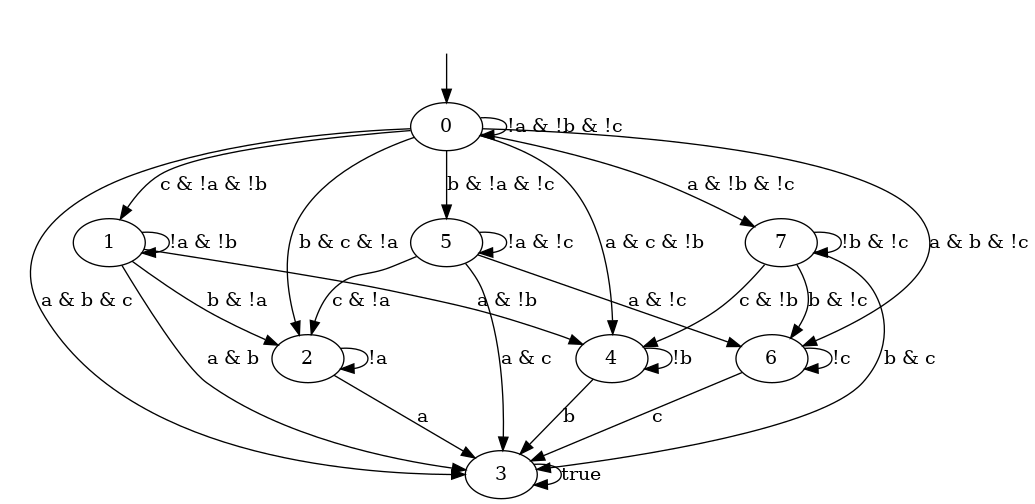 0
!a & !b & !c
c & !a & !b
b & !a & !c
a & !b & !c
1
!a & !b
b & c & !a
5
!a & !c
a & c & !b
7
!b & !c
a & b & !c
a & b & c
b & !a
c & !a
a & !b
a & !c
c & !b
b & !c
a & b
2
!a
a & c
4
!b
6
!c
b & c
a
b
c
3
true